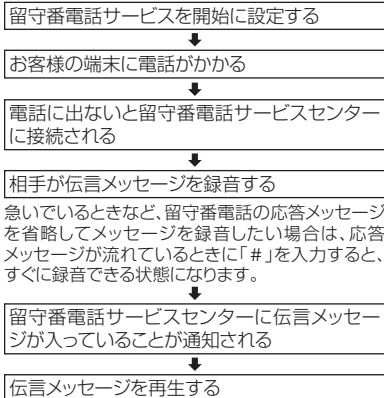 留守番電話サービスを開始に設定する
お客様の端末に電話がかかる
電話に出ないと留守番電話サービスセンター
に接続される
相手が伝言メッセージを録音する
急いでいるときなど、留守番電話の応答メッセージ
を省略してメッセージを録音したい場合は、応答
メッセージが流れているときに「#」を入力すると、
すぐに録音できる状態になります。
留守番電話サービスセンターに伝言メッセー
ジが入っていることが通知される
伝言メッセージを再生する